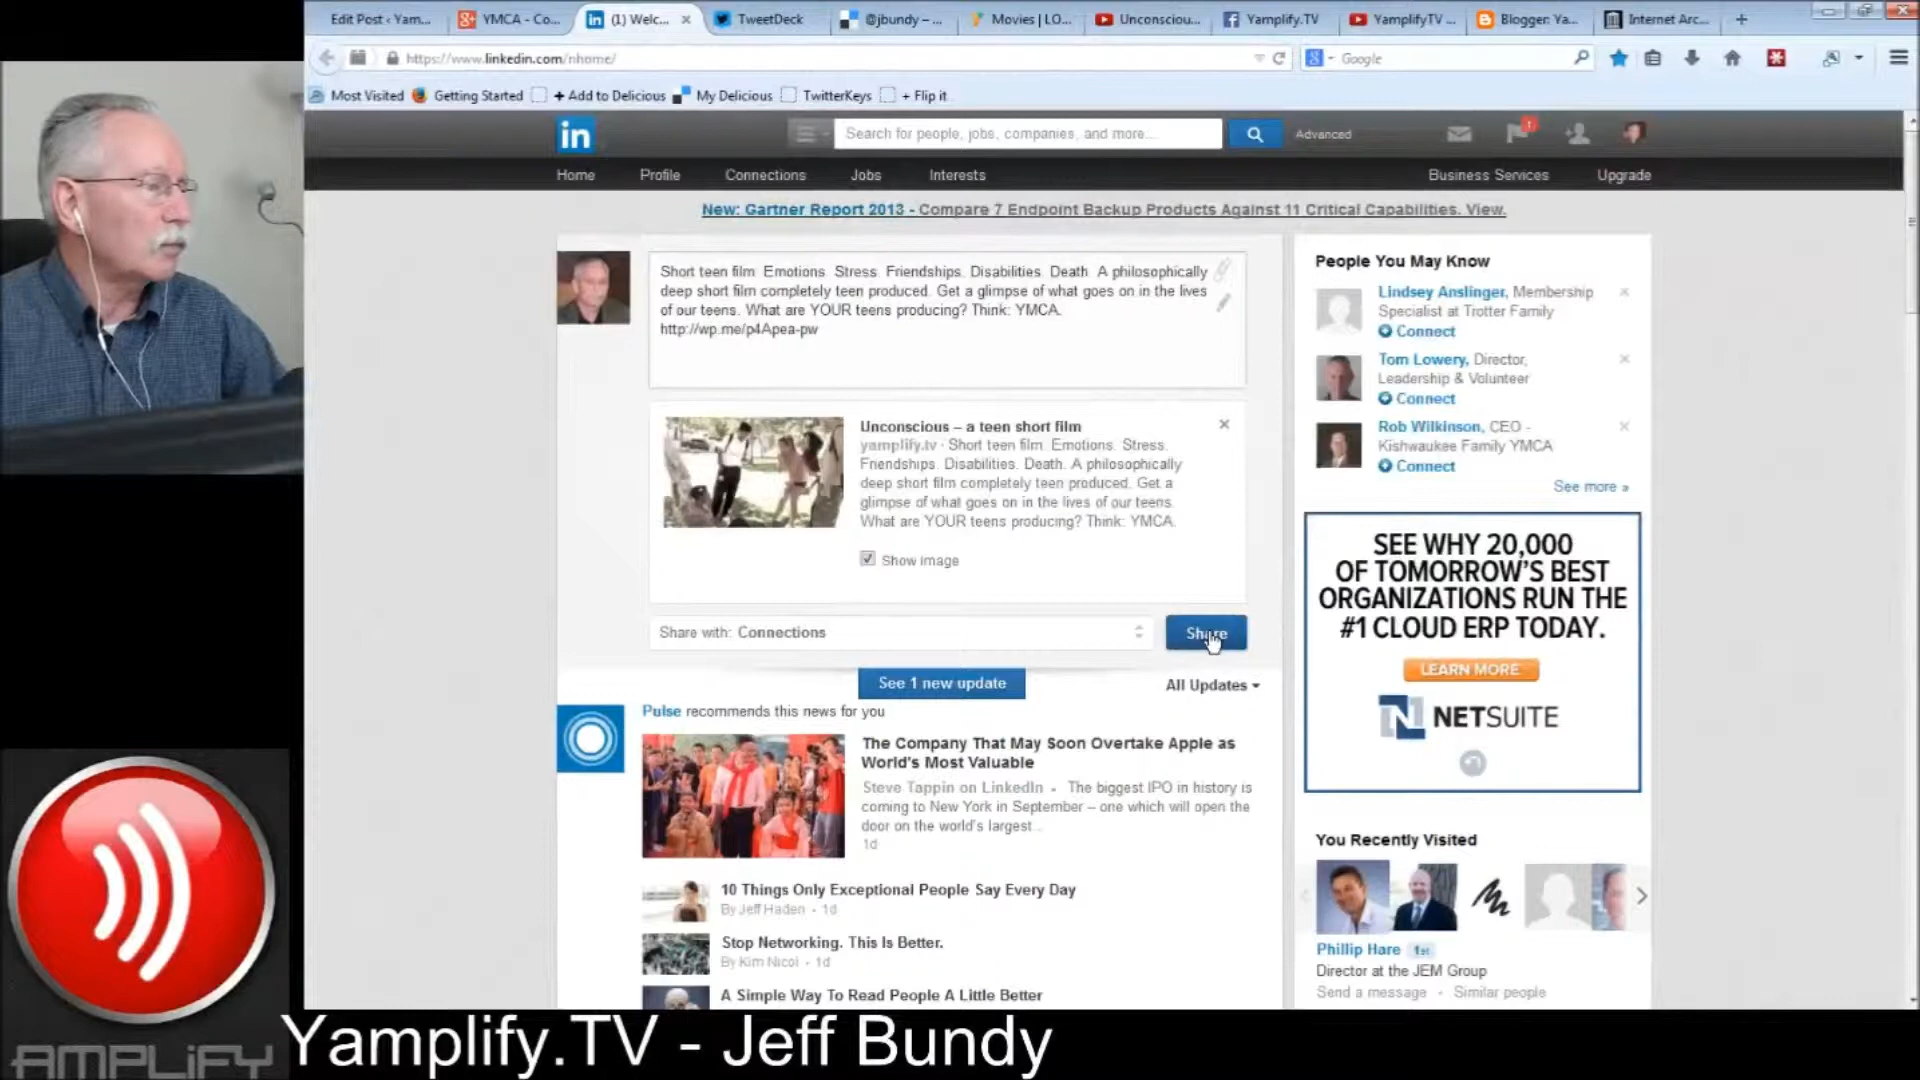 Edit Post ‹ Yam...
YMCA - Co...
(1) Welc...
TweetDeck
@jbundy – ...
Movies | LO...
Unconsciou...
Yamplify.TV
YamplifyTV ...
Blogger: Ya...
Internet Arc...
https://www.linkedin.com/nhome/
Google
Most Visited
Getting Started
+ Add to Delicious
My Delicious
TwitterKeys
+ Flip it
in
Search for people, jobs, companies, and more...
Advanced
1
Home
Profile
Connections
Jobs
Interests
Business Services
Upgrade
New: Gartner Report 2013 - Compare 7 Endpoint Backup Products Against 11 Critical Capabilities. View.
Short teen film. Emotions. Stress. Friendships. Disabilities. Death. A philosophically
deep short film completely teen produced. Get a glimpse of what goes on in the lives
of our teens. What are YOUR teens producing? Think: YMCA.
http://wp.me/p4Apea-pw
Unconscious – a teen short film
yamplify.tv · Short teen film. Emotions. Stress.
Friendships. Disabilities. Death. A philosophically
deep short film completely teen produced. Get a
glimpse of what goes on in the lives of our teens.
What are YOUR teens producing? Think: YMCA.
Show image
Share with: Connections
Share
See 1 new update
All Updates
Pulse recommends this news for you
The Company That May Soon Overtake Apple as
World's Most Valuable
Steve Tappin on LinkedIn - The biggest IPO in history is
coming to New York in September – one which will open the
door on the world's largest...
1d
10 Things Only Exceptional People Say Every Day
By Jeff Haden · 1d
Stop Networking. This Is Better.
By Kim Nicol · 1d
A Simple Way To Read People A Little Better
People You May Know
Lindsey Anslinger, Membership
Specialist at Trotter Family
Connect
Tom Lowery, Director,
Leadership & Volunteer
Connect
Rob Wilkinson, CEO -
Kishwaukee Family YMCA
Connect
See more »
SEE WHY 20,000
OF TOMORROW'S BEST
ORGANIZATIONS RUN THE
#1 CLOUD ERP TODAY.
LEARN MORE
NETSUITE
You Recently Visited
Phillip Hare 1st
Director at the JEM Group
Send a message · Similar people
AMPLIFY
Yamplify.TV - Jeff Bundy